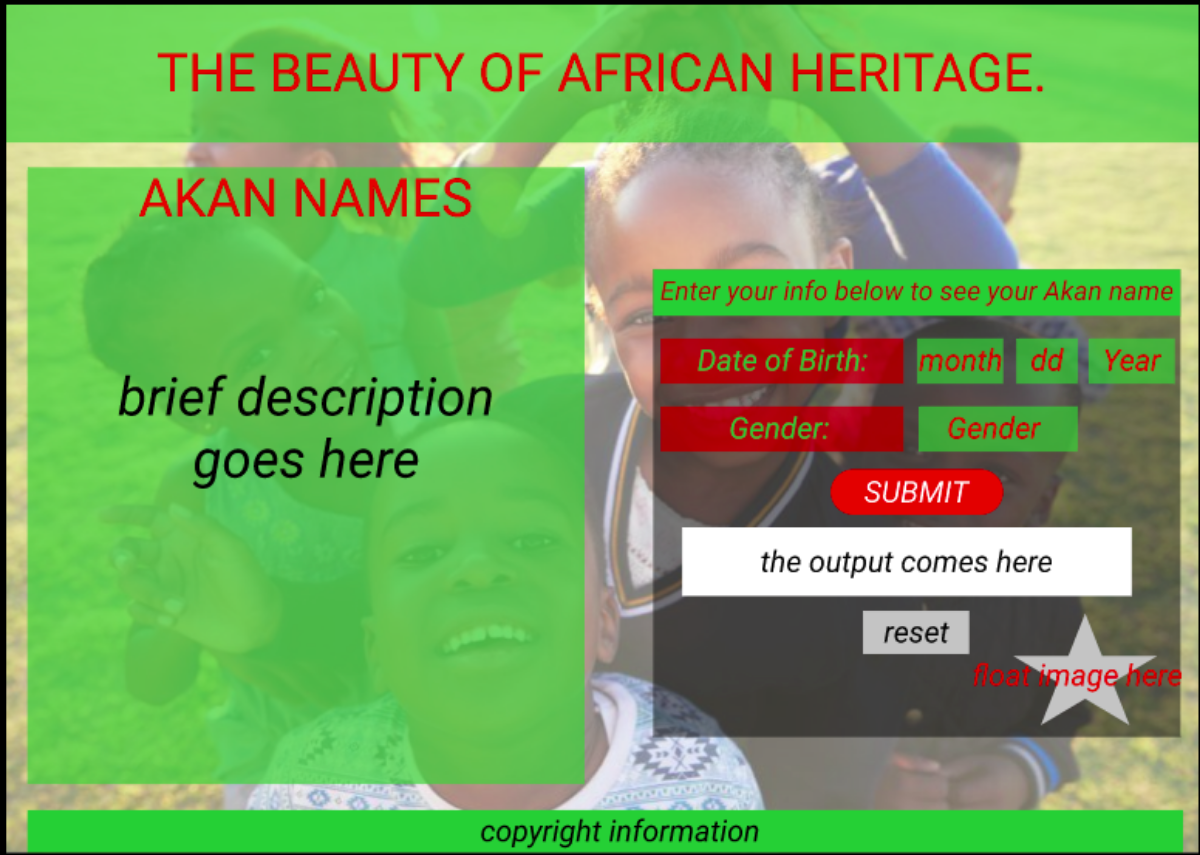 THE BEAUTY OF AFRICAN HERITAGE.
AKAN NAMES
brief description
goes here
Enter your info below to see your Akan name
Date of Birth: month dd Year
Gender: Gender
SUBMIT
the output comes here
reset
float image here
copyright information